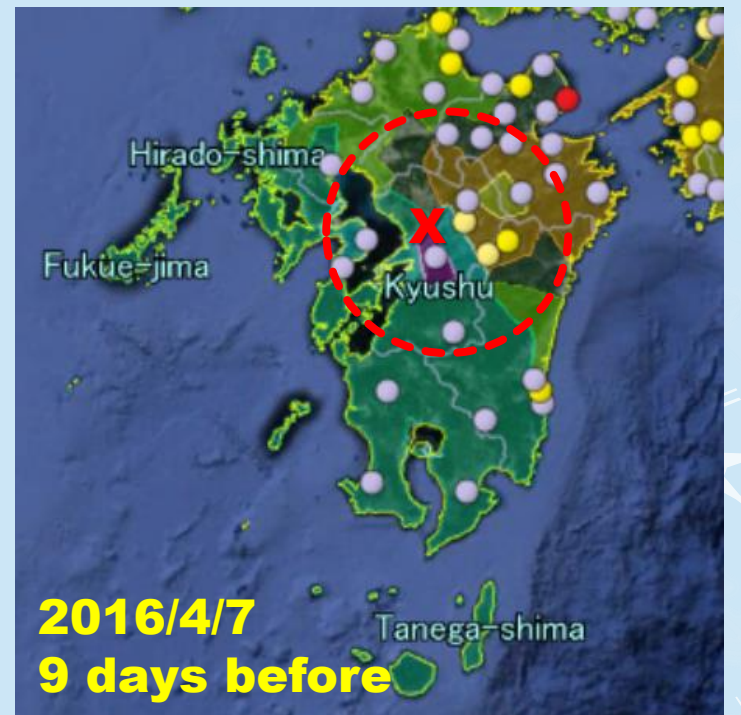 Hirado-shima
Fukue-jima
X
Kyushu
2016/4/7
Tanega-shima
9 days before